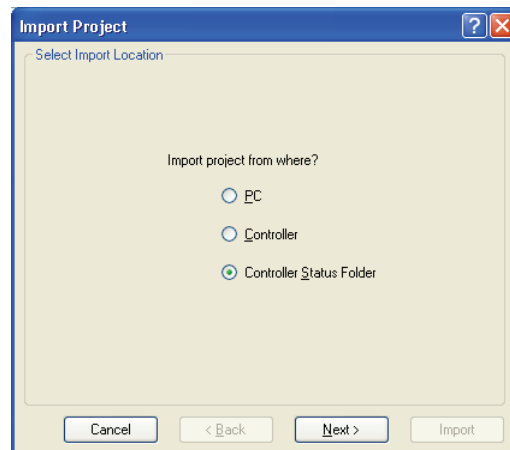 Import Project
Select Import Location
Import project from where?
PC
Controller
Controller Status Folder
Cancel
< Back
Next >
Import